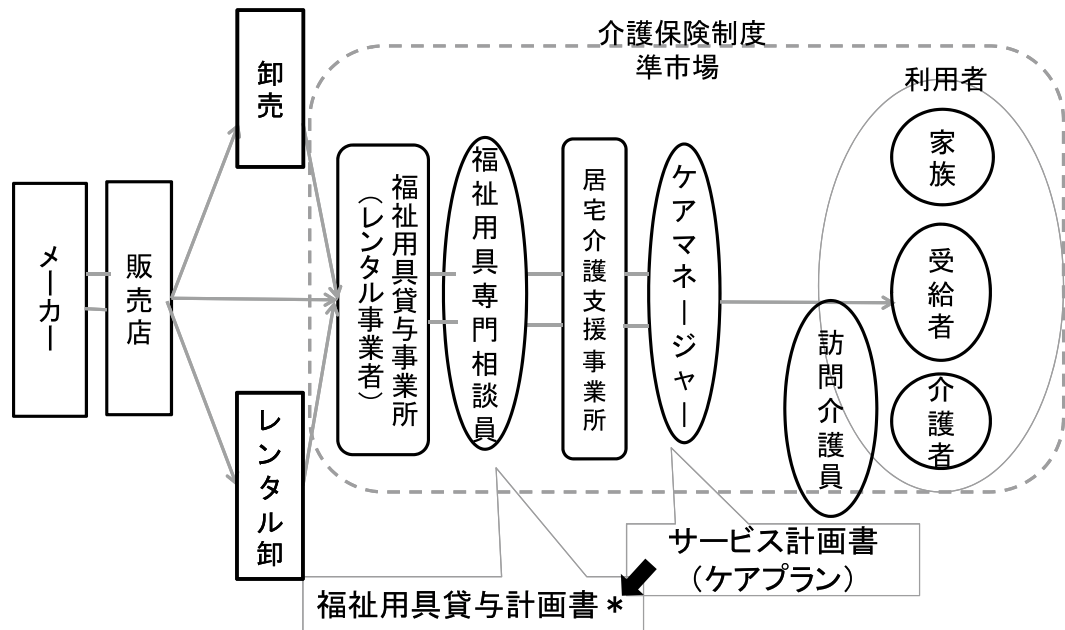 介護保険制度
準市場
利用者
メーカー
販売店
卸売
レンタル卸
福祉用具貸与事業所
（レンタル事業者）
福祉用具専門相談員
居宅介護支援事業所
ケアマネージャー
訪問介護員
家族
受給者
介護者
サービス計画書
（ケアプラン）
福祉用具貸与計画書＊